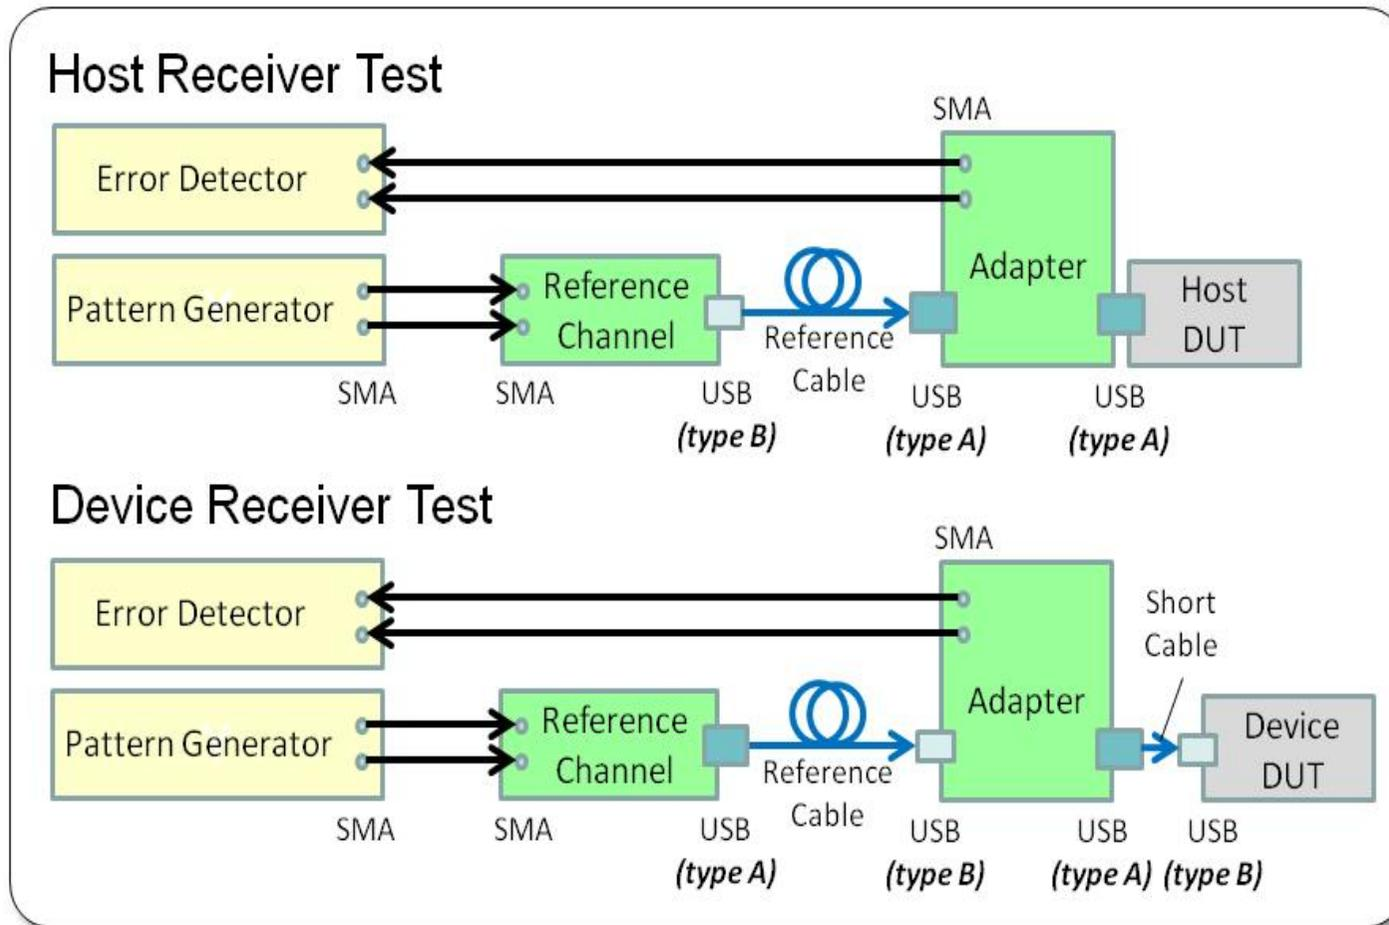 Host Receiver Test
SMA
Error Detector
Adapter
Pattern Generator
Reference
Channel
Host
DUT
Reference
Cable
SMA
SMA
USB
(type B)
USB
(type A)
USB
(type A)
Device Receiver Test
SMA
Error Detector
Short
Cable
Adapter
Pattern Generator
Reference
Channel
Device
DUT
Reference
Cable
SMA
SMA
USB
(type A)
USB
(type B)
USB
(type A)
USB
(type B)